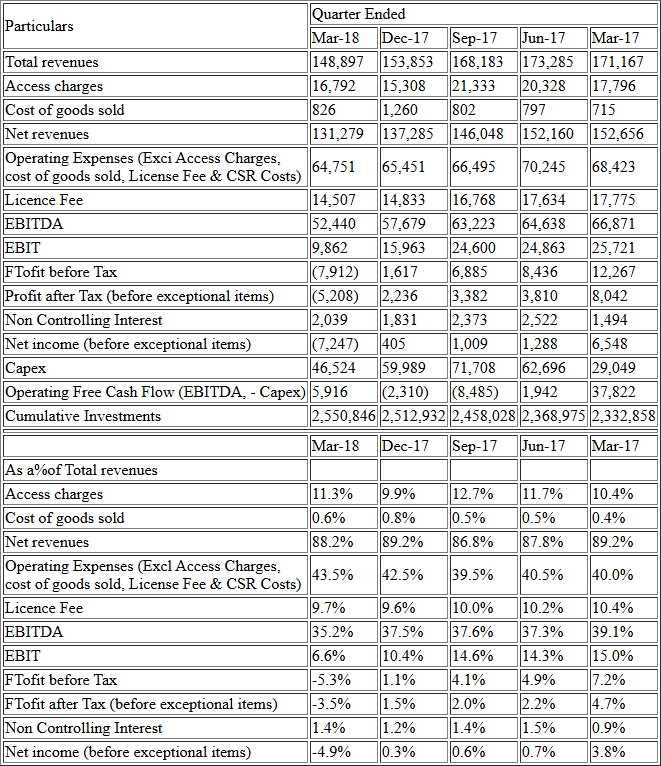 Particulars Quarter Ended
Mar-18 Dec-17 Sep-17 Jun-17 Mar-17
Total revenues 148,897 153,853 168,183 173,285 171,167
Access charges 16,792 15,308 21,333 20,328 17,796
Cost of goods sold 826 1,260 802 797 715
Net revenues 131,279 137,285 146,048 152,160 152,656
Operating Expenses (Exci Access Charges,
cost of goods sold, License Fee & CSR Costs) 64,751 65,451 66,495 70,245 68,423
Licence Fee 14,507 14,833 16,768 17,634 17,775
EBITDA 52,440 57,679 63,223 64,638 66,871
EBIT 9,862 15,963 24,600 24,863 25,721
FTofit before Tax (7,912) 1,617 6,885 8,436 12,267
Profit after Tax (before exceptional items) (5,208) 2,236 3,382 3,810 8,042
Non Controlling Interest 2,039 1,831 2,373 2,522 1,494
Net income (before exceptional items) (7,247) 405 1,009 1,288 6,548
Capex 46,524 59,989 71,708 62,696 29,049
Operating Free Cash Flow (EBITDA, - Capex) 5,916 (2,310) (8,485) 1,942 37,822
Cumulative Investments 2,550,846 2,512,932 2,458,028 2,368,975 2,332,858
Mar-18 Dec-17 Sep-17 Jun-17 Mar-17
As a%of Total revenues
Access charges 11.3% 9.9% 12.7% 11.7% 10.4%
Cost of goods sold 0.6% 0.8% 0.5% 0.5% 0.4%
Net revenues 88.2% 89.2% 86.8% 87.8% 89.2%
Operating Expenses (Excl Access Charges,
cost of goods sold, License Fee & CSR Costs) 43.5% 42.5% 39.5% 40.5% 40.0%
Licence Fee 9.7% 9.6% 10.0% 10.2% 10.4%
EBITDA 35.2% 37.5% 37.6% 37.3% 39.1%
EBIT 6.6% 10.4% 14.6% 14.3% 15.0%
FTofit before Tax -5.3% 1.1% 4.1% 4.9% 7.2%
FTofit after Tax (before exceptional items) -3.5% 1.5% 2.0% 2.2% 4.7%
Non Controlling Interest 1.4% 1.2% 1.4% 1.5% 0.9%
Net income (before exceptional items) -4.9% 0.3% 0.6% 0.7% 3.8%